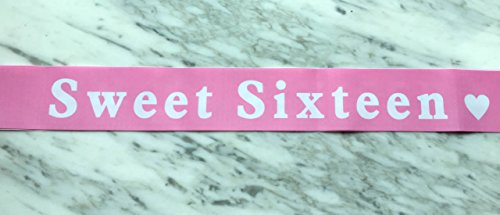 Sweet Sixteen ♥